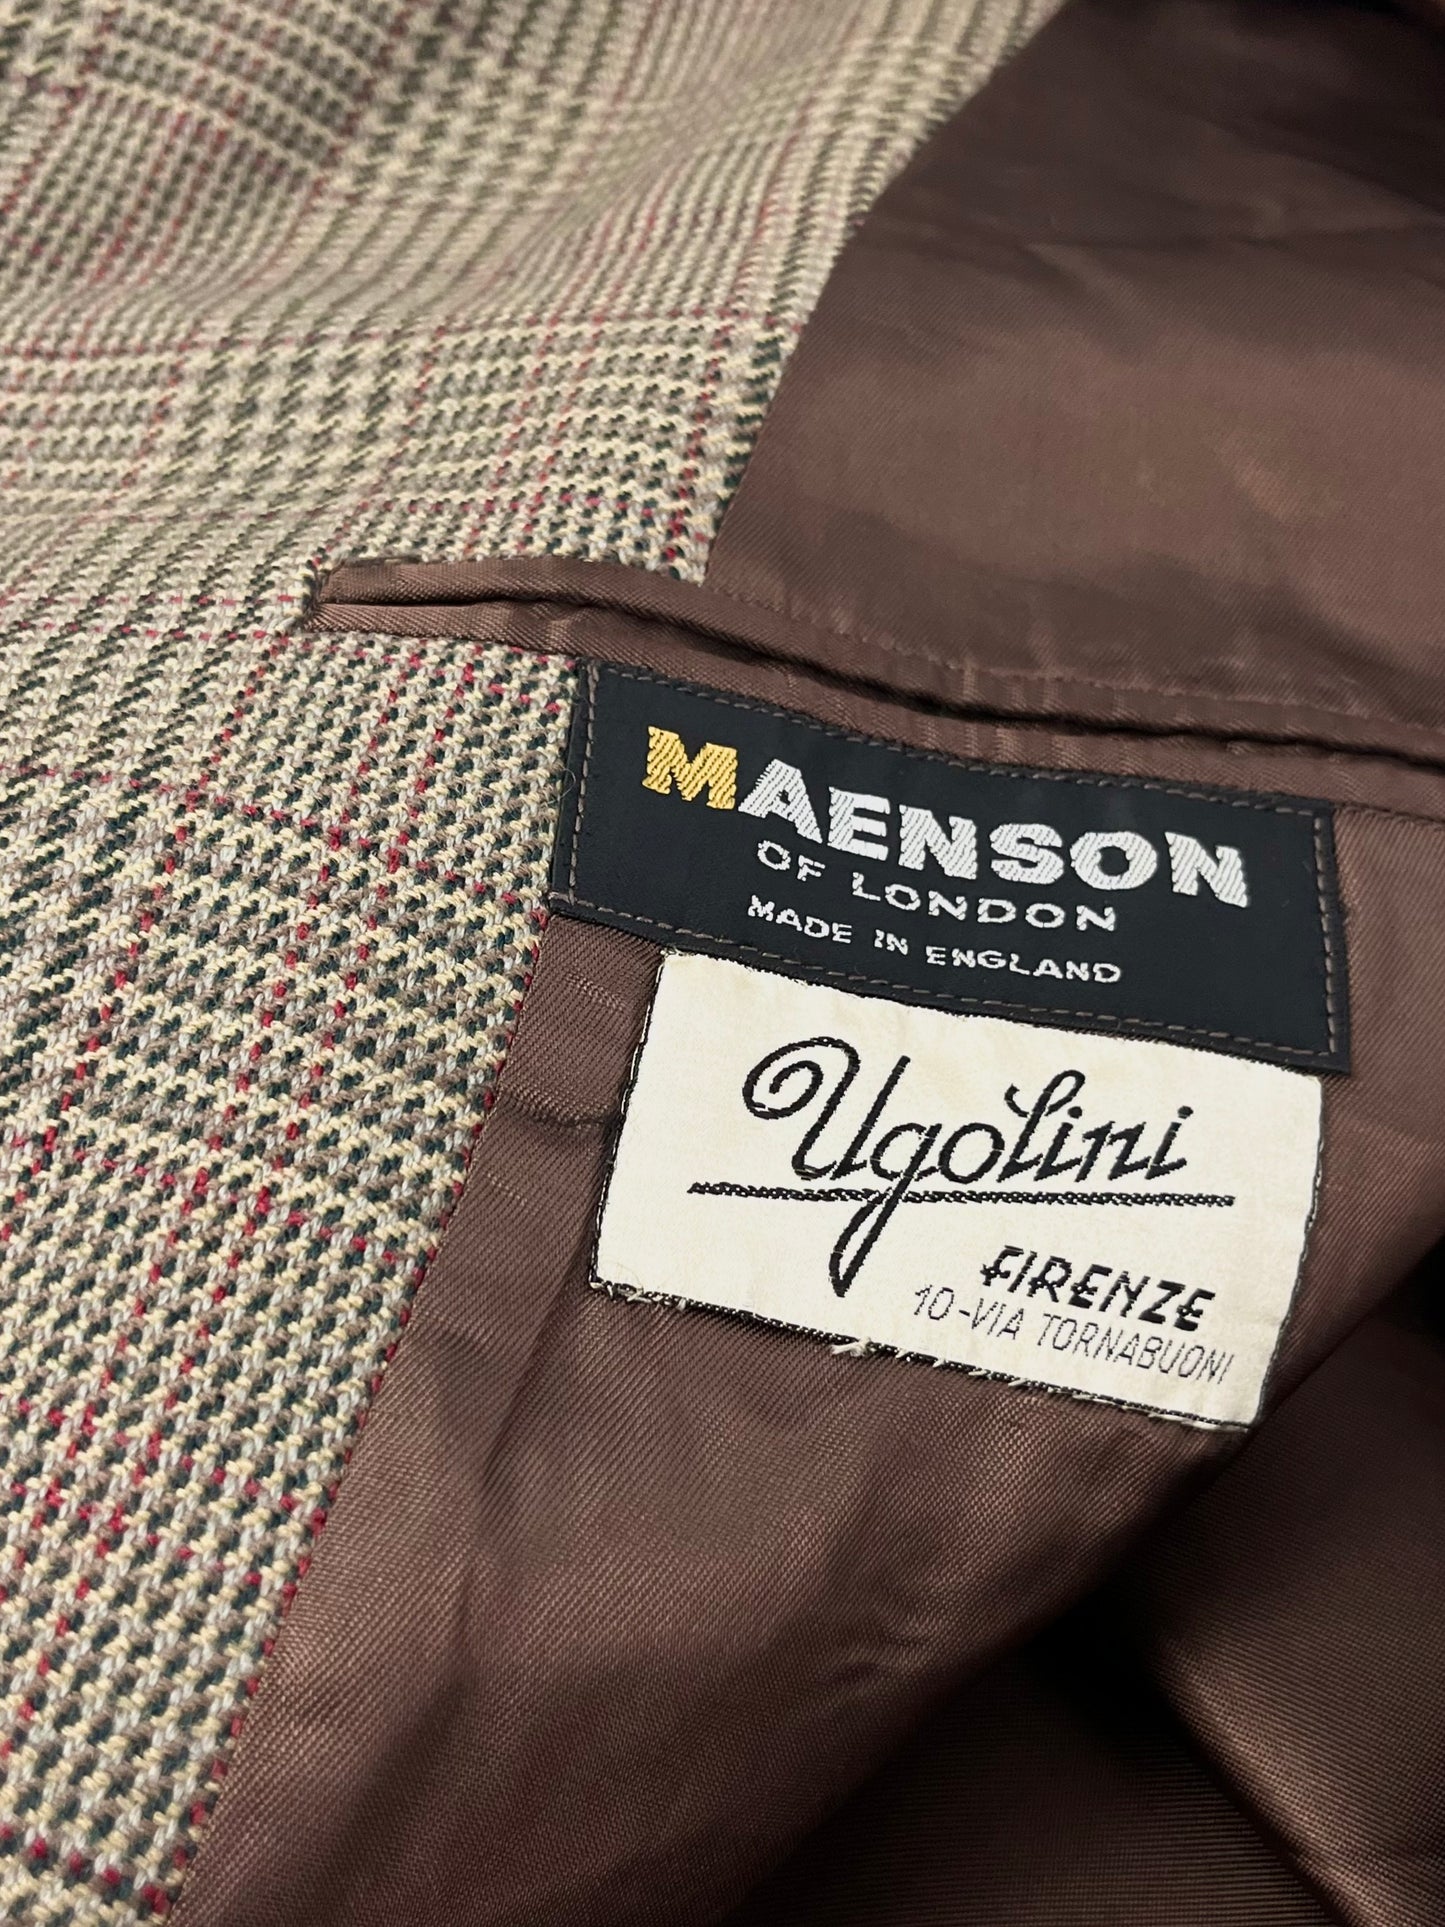 MAENSON
OF LONDON
MADE IN ENGLAND
Ugolini
FIRENZE
10-VIA TORNABUONI